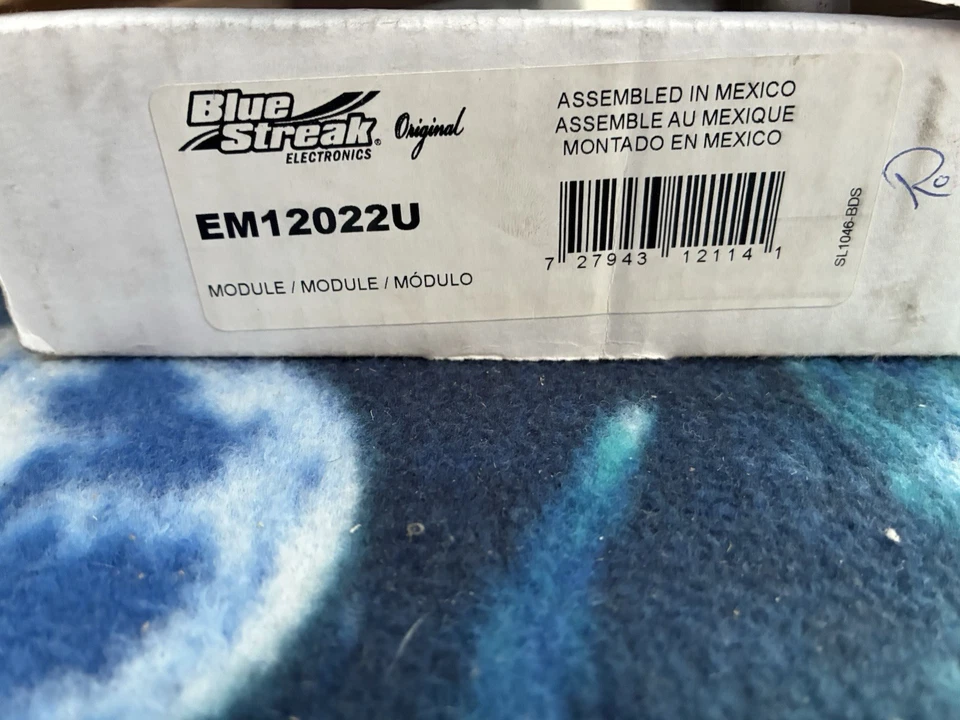 Blue
Streak®
ELECTRONICS
Original
EM12022U
MODULE / MODULE / MÓDULO
ASSEMBLED IN MEXICO
ASSEMBLE AU MEXIQUE
MONTADO EN MEXICO
7 27943 12114 1
SL1046-BDS
Ro